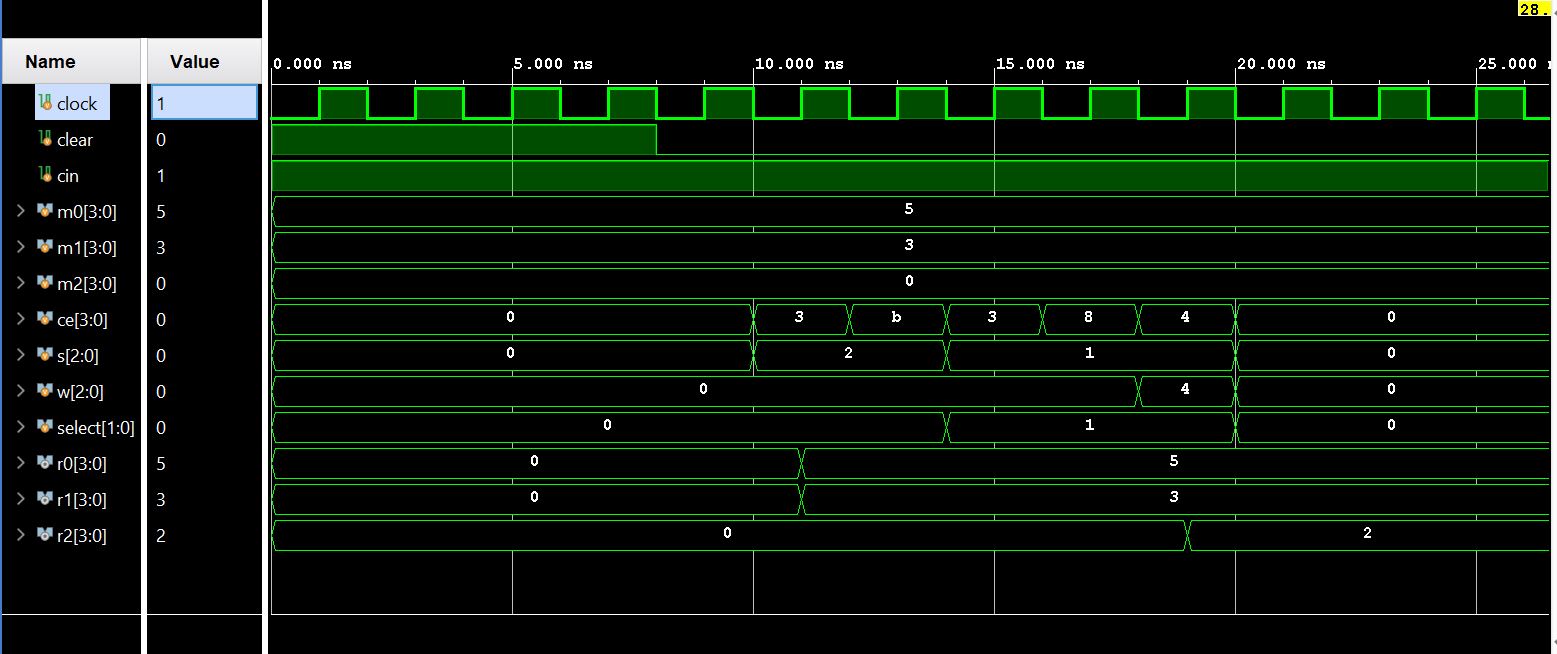 28.
Name Value
0.000 ns 5.000 ns 10.000 ns 15.000 ns 20.000 ns 25.000 n
clock 1
clear 0
cin 1
m0[3:0] 5 5
m1[3:0] 3 3
m2[3:0] 0 0
ce[3:0] 0 0 3 b 3 8 4 0
s[2:0] 0 0 2 1 0
w[2:0] 0 0 4 0
select[1:0] 0 0 1 0
r0[3:0] 5 0 5
r1[3:0] 3 0 3
r2[3:0] 2 0 2